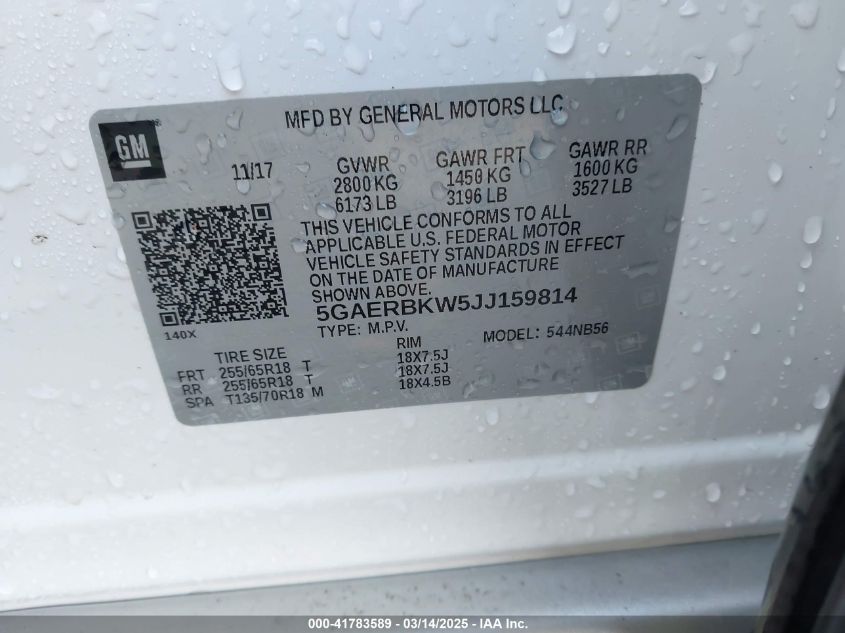 MFD BY GENERAL MOTORS LLC
GM
11/17
GVWR
2800 KG
6173 LB
GAWR FRT
1450 KG
3196 LB
GAWR RR
1600 KG
3527 LB
THIS VEHICLE CONFORMS TO ALL
APPLICABLE U.S. FEDERAL MOTOR
VEHICLE SAFETY STANDARDS IN EFFECT
ON THE DATE OF MANUFACTURE
SHOWN ABOVE.
5GAERBKW5JJ159814
TYPE: M.P.V. MODEL: 544NB56
140X
TIRE SIZE RIM
FRT 255/65R18 T 18X7.5J
RR 255/65R18 T 18X7.5J
SPA T135/70R18 M 18X4.5B
000-41783589 - 03/14/2025 - IAA Inc.